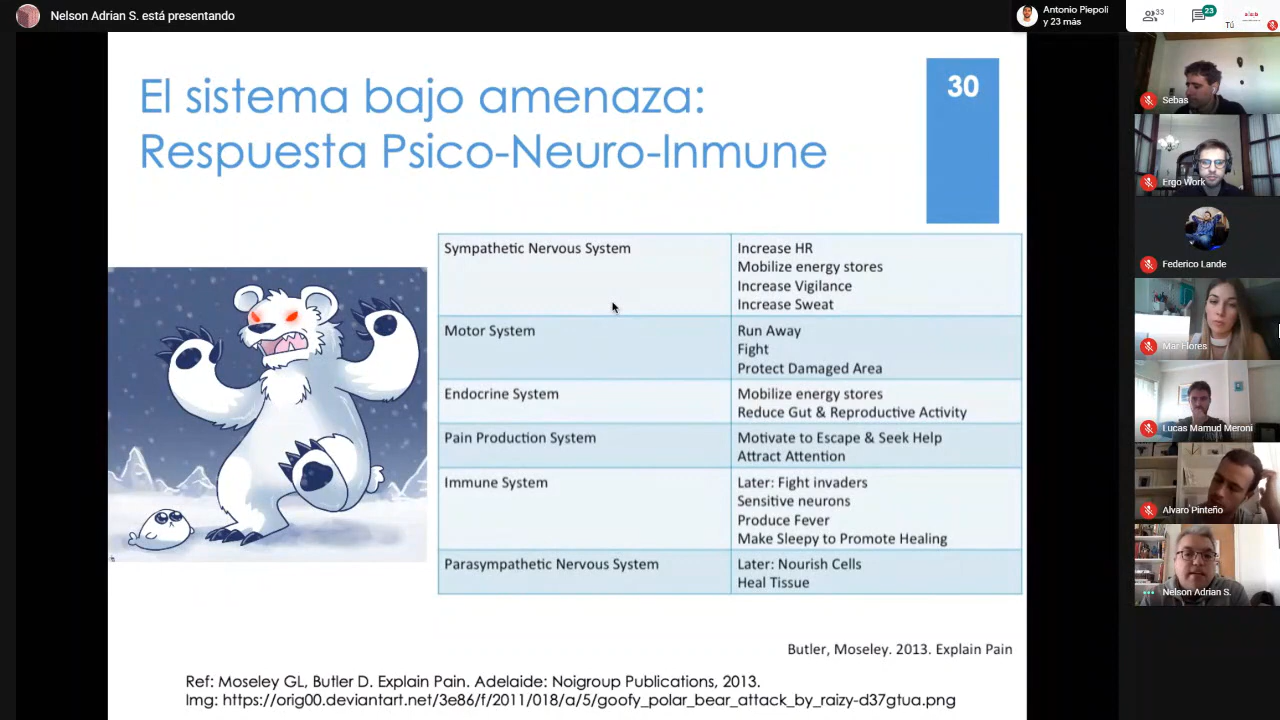 Nelson Adrian S. está presentando
Antonio Piepoli
y 23 más
33
23
Tú
El sistema bajo amenaza:
Respuesta Psico-Neuro-Inmune
30
Sympathetic Nervous System
Increase HR
Mobilize energy stores
Increase Vigilance
Increase Sweat
Motor System
Run Away
Fight
Protect Damaged Area
Endocrine System
Mobilize energy stores
Reduce Gut & Reproductive Activity
Pain Production System
Motivate to Escape & Seek Help
Attract Attention
Immune System
Later: Fight invaders
Sensitive neurons
Produce Fever
Make Sleepy to Promote Healing
Parasympathetic Nervous System
Later: Nourish Cells
Heal Tissue
Butler, Moseley. 2013. Explain Pain
Ref: Moseley GL, Butler D. Explain Pain. Adelaide: Noigroup Publications, 2013.
Img: https://orig00.deviantart.net/3e86/f/2011/018/a/5/goofy_polar_bear_attack_by_raizy-d37gtua.png
Sebas
Ergo Work
Federico Lande
Mar Flores
Lucas Mamud Meroni
Alvaro Pinteño
Nelson Adrian S.